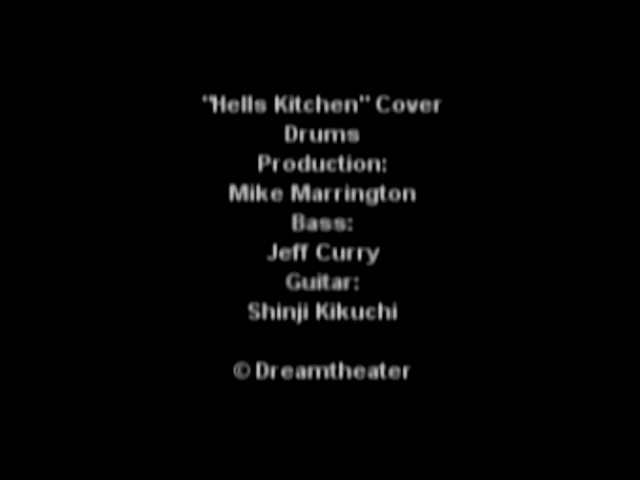 "Hells Kitchen" Cover
Drums
Production:
Mike Marrington
Bass:
Jeff Curry
Guitar:
Shinji Kikuchi
© Dreamtheater